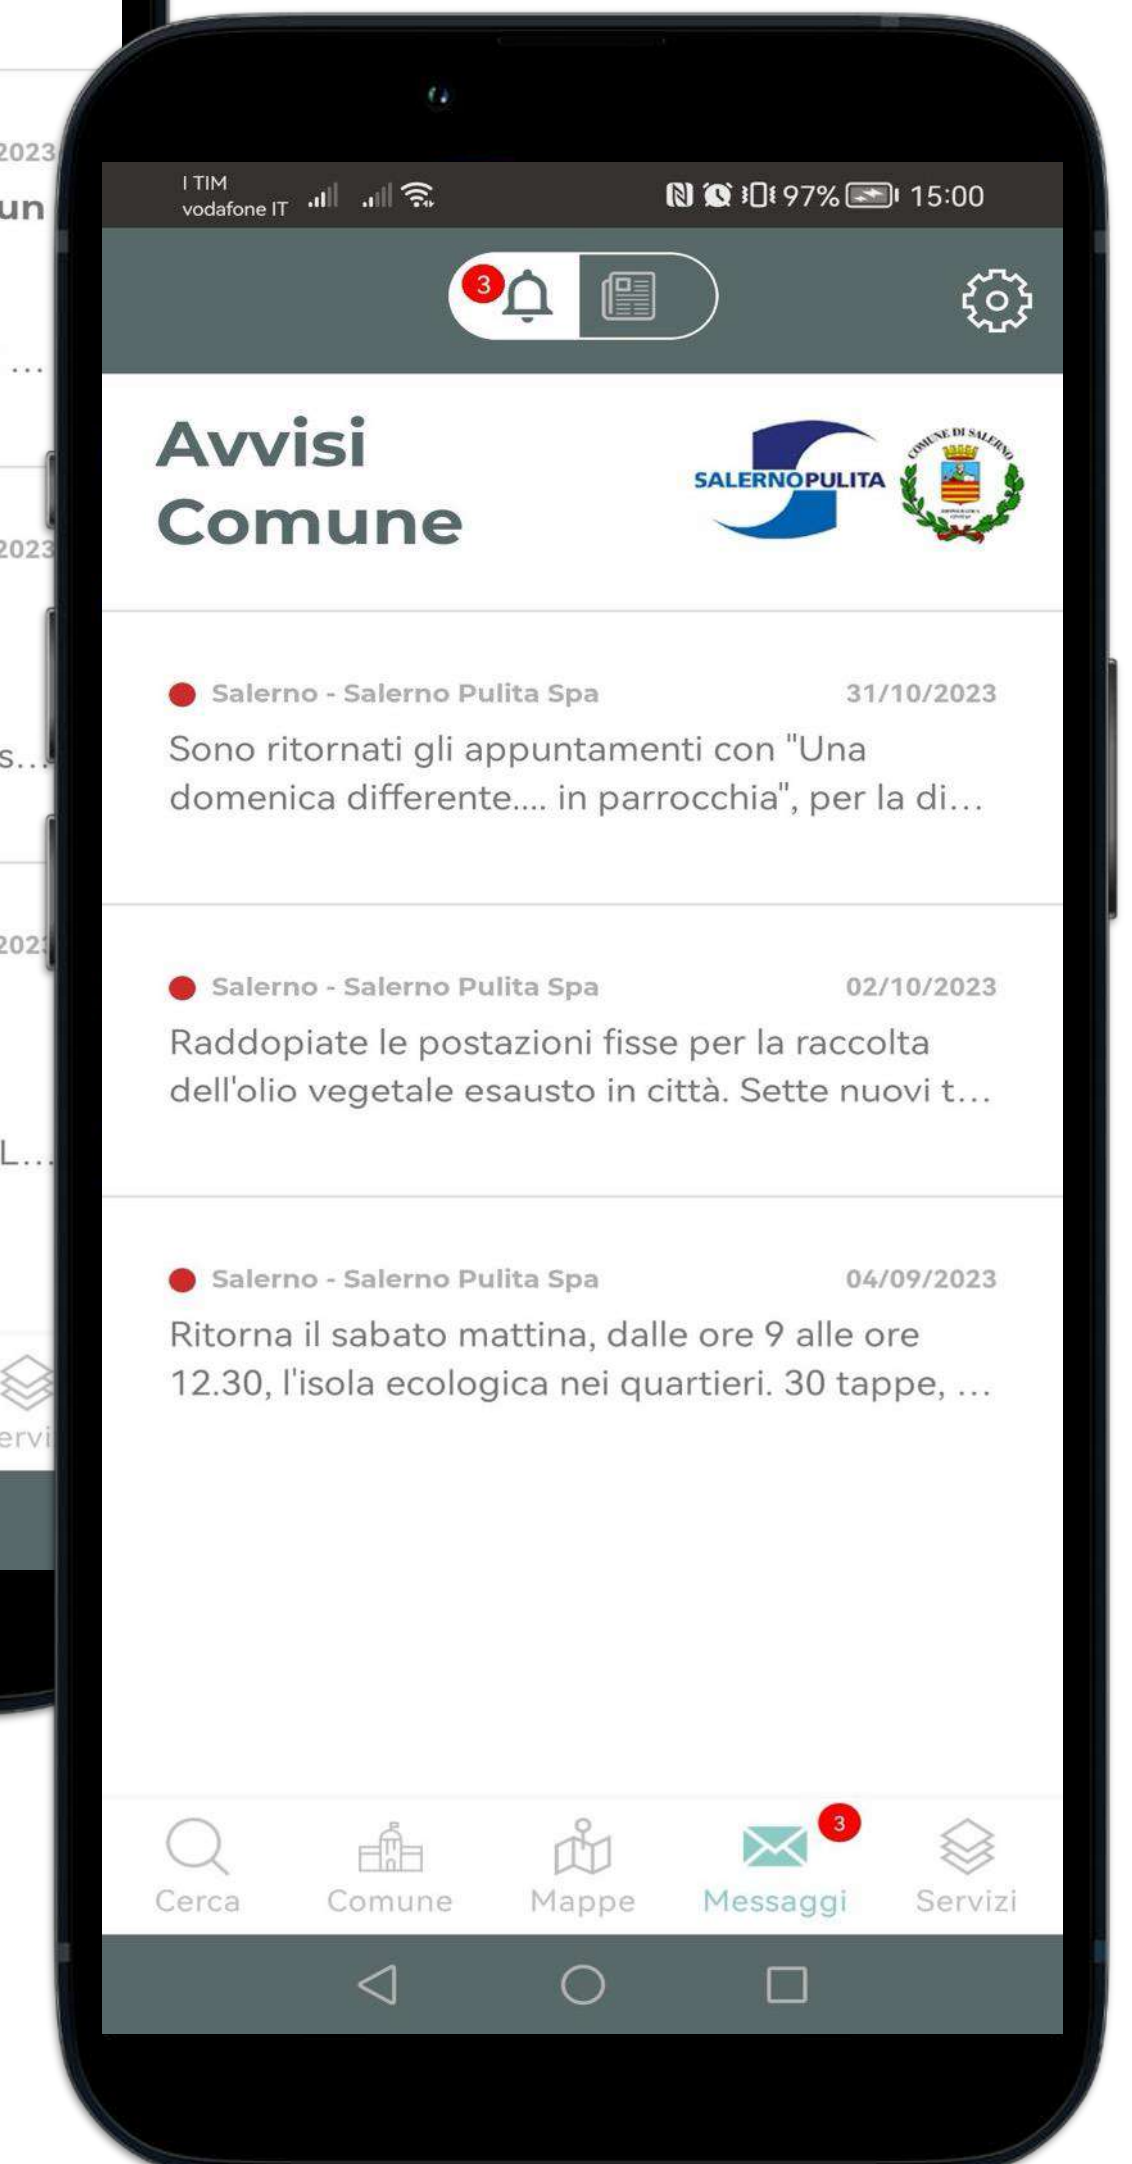 2023
un
...
2023
s...
L...
I TIM
vodafone IT
97% 15:00
3
Avvisi
Comune
SALERNOPULITA
COMUNE DI SALERNO
Salerno - Salerno Pulita Spa 31/10/2023
Sono ritornati gli appuntamenti con "Una
domenica differente.... in parrocchia", per la di...
Salerno - Salerno Pulita Spa 02/10/2023
Raddopiate le postazioni fisse per la raccolta
dell'olio vegetale esausto in città. Sette nuovi t...
Salerno - Salerno Pulita Spa 04/09/2023
Ritorna il sabato mattina, dalle ore 9 alle ore
12.30, l'isola ecologica nei quartieri. 30 tappe, ...
3
Cerca Comune Mappe Messaggi Servizi